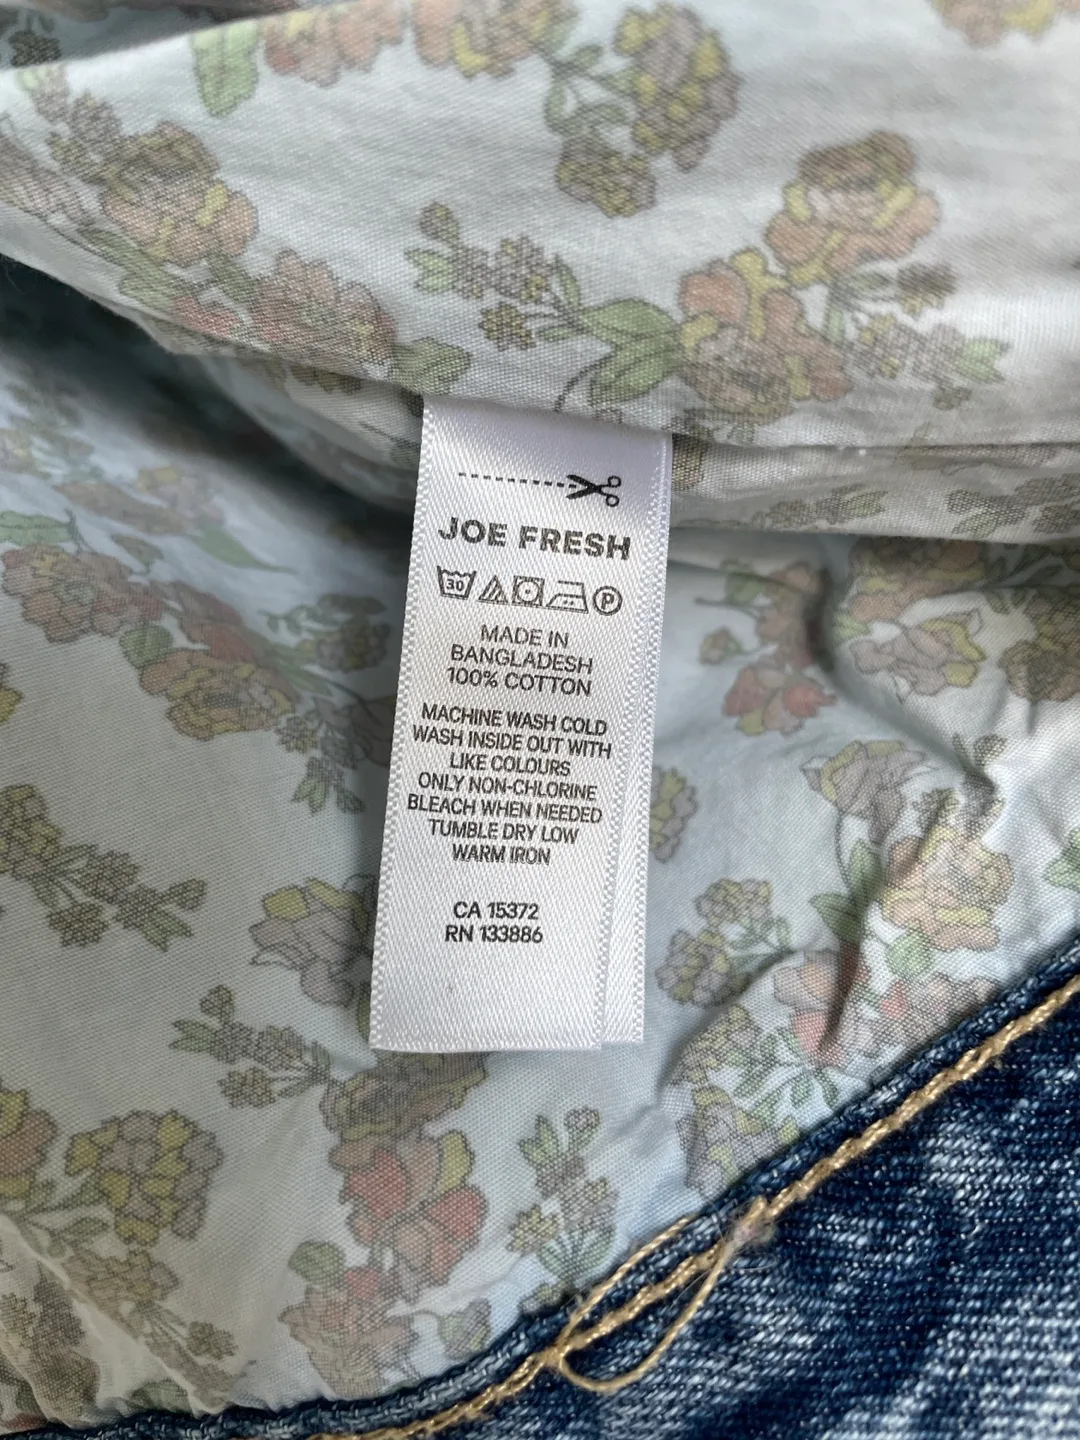 JOE FRESH
30 P
MADE IN
BANGLADESH
100% COTTON
MACHINE WASH COLD
WASH INSIDE OUT WITH
LIKE COLOURS
ONLY NON-CHLORINE
BLEACH WHEN NEEDED
TUMBLE DRY LOW
WARM IRON
CA 15372
RN 133886